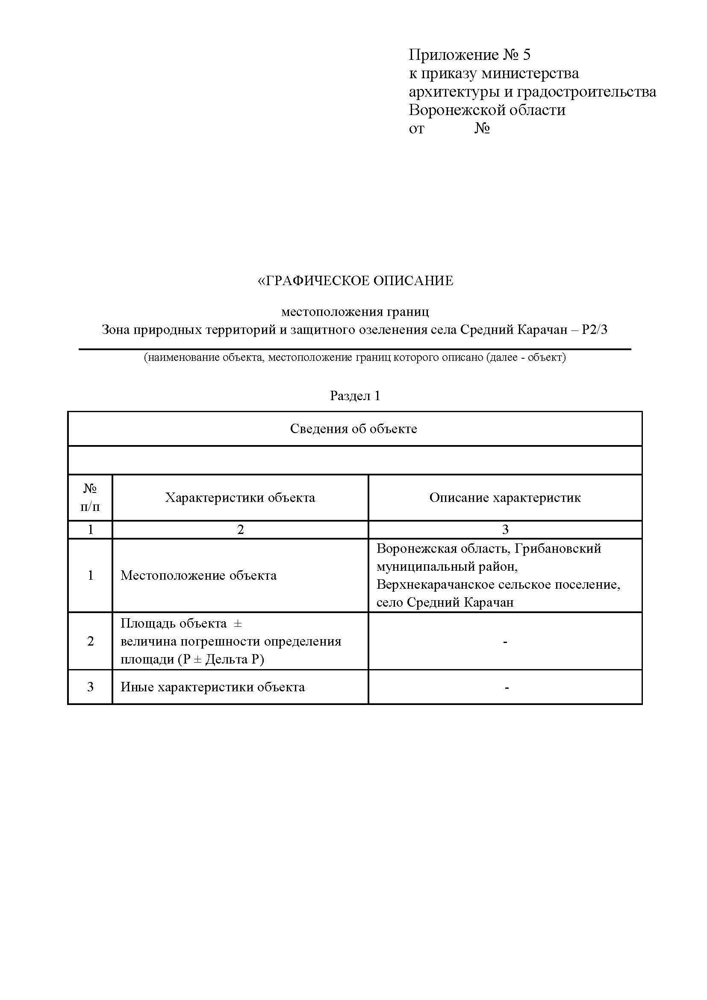 Приложение № 5
к приказу министерства
архитектуры и градостроительства
Воронежской области
от №
«ГРАФИЧЕСКОЕ ОПИСАНИЕ
местоположения границ
Зона природных территорий и защитного озеленения села Средний Карачан – Р2/3
(наименование объекта, местоположение границ которого описано (далее - объект)
Раздел 1
Сведения об объекте
№
п/п
Характеристики объекта
Описание характеристик
1
2
3
1
Местоположение объекта
Воронежская область, Грибановский
муниципальный район,
Верхнекарачанское сельское поселение,
село Средний Карачан
2
Площадь объекта ±
величина погрешности определения
площади (Р ± Дельта Р)
-
3
Иные характеристики объекта
-